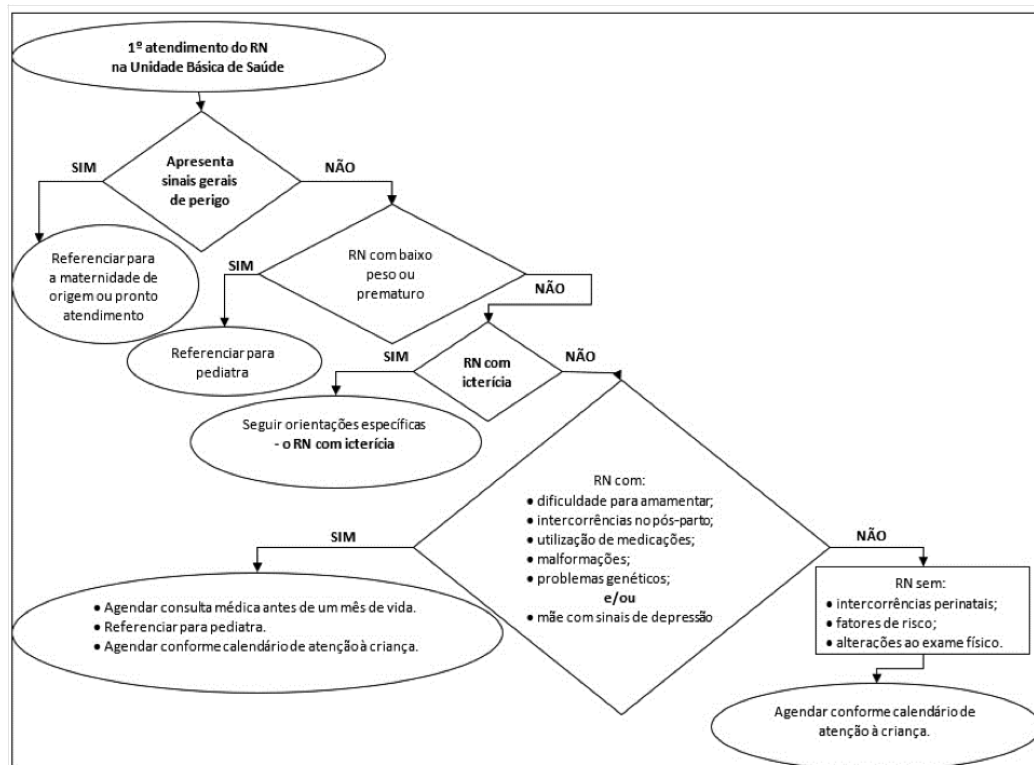 1º atendimento do RN
na Unidade Básica de Saúde
SIM
Apresenta
sinais gerais
de perigo
NÃO
Referenciar para
a maternidade de
origem ou pronto
atendimento
SIM
RN com baixo
peso ou
prematuro
NÃO
Referenciar para
pediatra
SIM
RN com
icterícia
NÃO
Seguir orientações específicas
- o RN com icterícia
SIM
RN com:
● dificuldade para amamentar;
● intercorrências no pós-parto;
● utilização de medicações;
● malformações;
● problemas genéticos;
e/ou
● mãe com sinais de depressão
NÃO
● Agendar consulta médica antes de um mês de vida.
● Referenciar para pediatra.
● Agendar conforme calendário de atenção à criança.
RN sem:
● intercorrências perinatais;
● fatores de risco;
● alterações ao exame físico.
Agendar conforme calendário de
atenção à criança.